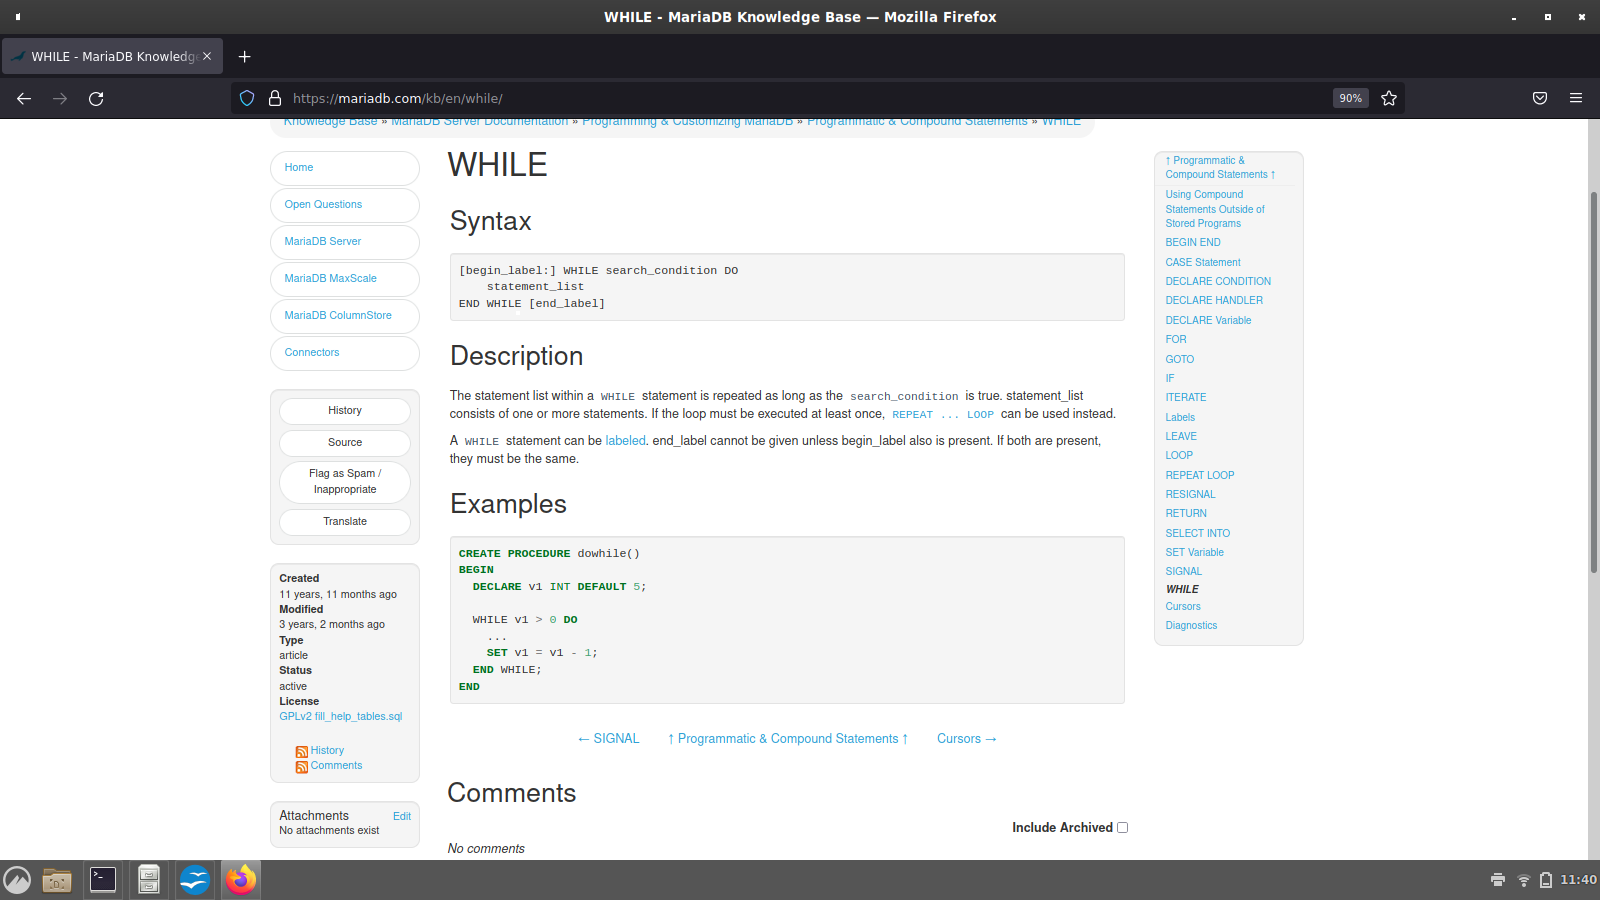 WHILE - MariaDB Knowledge Base — Mozilla Firefox
WHILE - MariaDB Knowledge
https://mariadb.com/kb/en/while/
90%
Knowledge Base » MariaDB Server Documentation » Programming & Customizing MariaDB » Programmatic & Compound Statements » WHILE
Home
Open Questions
MariaDB Server
MariaDB MaxScale
MariaDB ColumnStore
Connectors
History
Source
Flag as Spam /
Inappropriate
Translate
Created
11 years, 11 months ago
Modified
3 years, 2 months ago
Type
article
Status
active
License
GPLv2 fill_help_tables.sql
History
Comments
Attachments Edit
No attachments exist
WHILE
Syntax
[begin_label:] WHILE search_condition DO
    statement_list
END WHILE [end_label]
Description
The statement list within a WHILE statement is repeated as long as the search_condition is true. statement_list
consists of one or more statements. If the loop must be executed at least once, REPEAT ... LOOP can be used instead.
A WHILE statement can be labeled. end_label cannot be given unless begin_label also is present. If both are present,
they must be the same.
Examples
CREATE PROCEDURE dowhile()
BEGIN
  DECLARE v1 INT DEFAULT 5;
  WHILE v1 > 0 DO
    ...
    SET v1 = v1 - 1;
  END WHILE;
END
← SIGNAL ↑ Programmatic & Compound Statements ↑ Cursors →
Comments
Include Archived
No comments
↑ Programmatic &
Compound Statements ↑
Using Compound
Statements Outside of
Stored Programs
BEGIN END
CASE Statement
DECLARE CONDITION
DECLARE HANDLER
DECLARE Variable
FOR
GOTO
IF
ITERATE
Labels
LEAVE
LOOP
REPEAT LOOP
RESIGNAL
RETURN
SELECT INTO
SET Variable
SIGNAL
WHILE
Cursors
Diagnostics
11:40